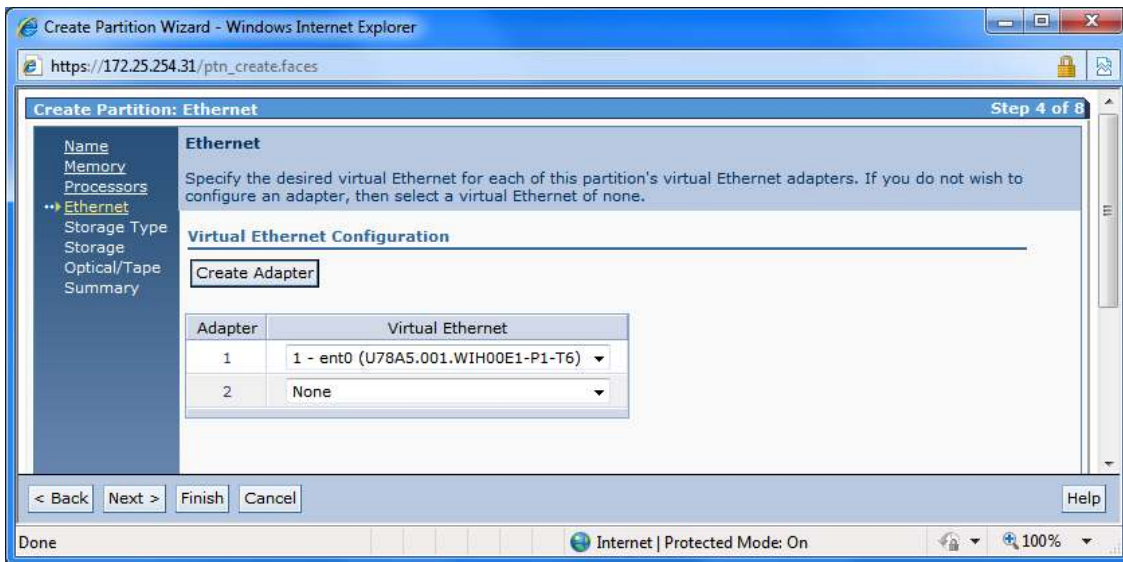 Create Partition Wizard - Windows Internet Explorer
https://172.25.254.31/ptn_create.faces
Create Partition: Ethernet Step 4 of 8
Name
Memory
Processors
Ethernet
Storage Type
Storage
Optical/Tape
Summary
Ethernet
Specify the desired virtual Ethernet for each of this partition's virtual Ethernet adapters. If you do not wish to
configure an adapter, then select a virtual Ethernet of none.
Virtual Ethernet Configuration
Create Adapter
Adapter Virtual Ethernet
1 1 - ent0 (U78A5.001.WIH00E1-P1-T6)
2 None
< Back Next > Finish Cancel Help
Done Internet | Protected Mode: On 100%